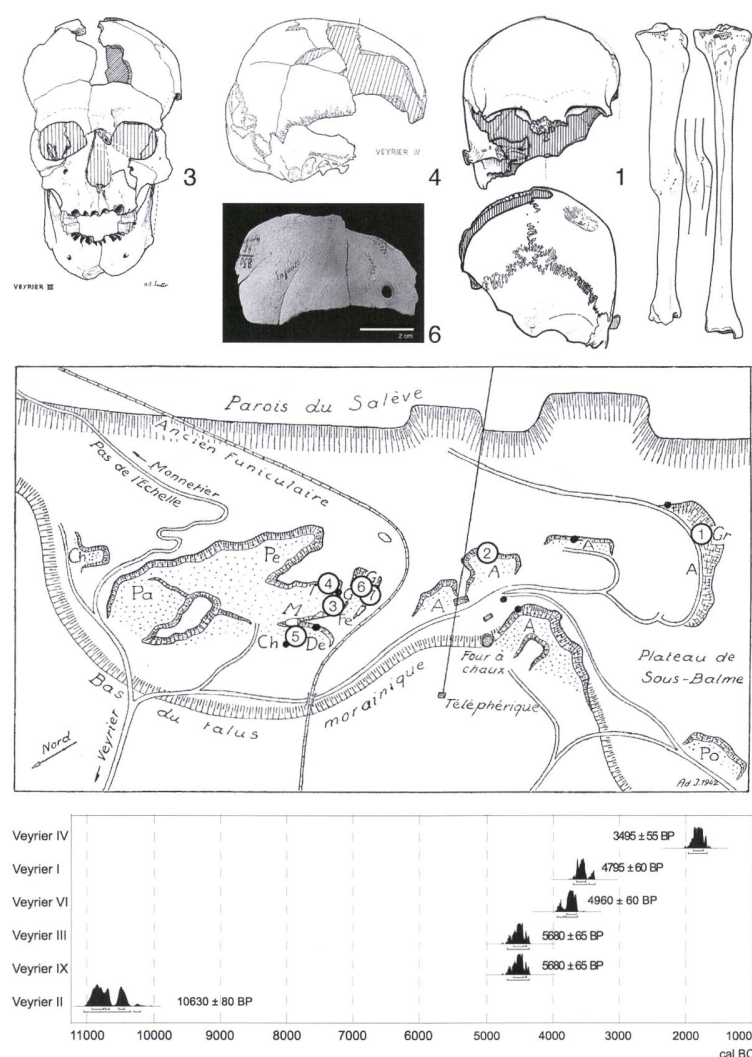 3
VEYRIER III
4
VEYRIER IV
1
2 cm
6
Parois du Salève
Ancien Funiculaire
Monnetier
Pas de l'Echelle
Ch
Pe
Pa
M
Ch
De
Fe
4
3
6
7
5
2
A
A
A
A
A
1
Gr
Four à
chaux
Téléphérique
Plateau de
Sous-Balme
Po
Bas du talus morainique
Nord
Veyrier
Ad J. 1942
Veyrier IV 3495 ± 55 BP
Veyrier I 4795 ± 60 BP
Veyrier VI 4960 ± 60 BP
Veyrier III 5680 ± 65 BP
Veyrier IX 5680 ± 65 BP
Veyrier II 10630 ± 80 BP
11000 10000 9000 8000 7000 6000 5000 4000 3000 2000 1000
cal BC